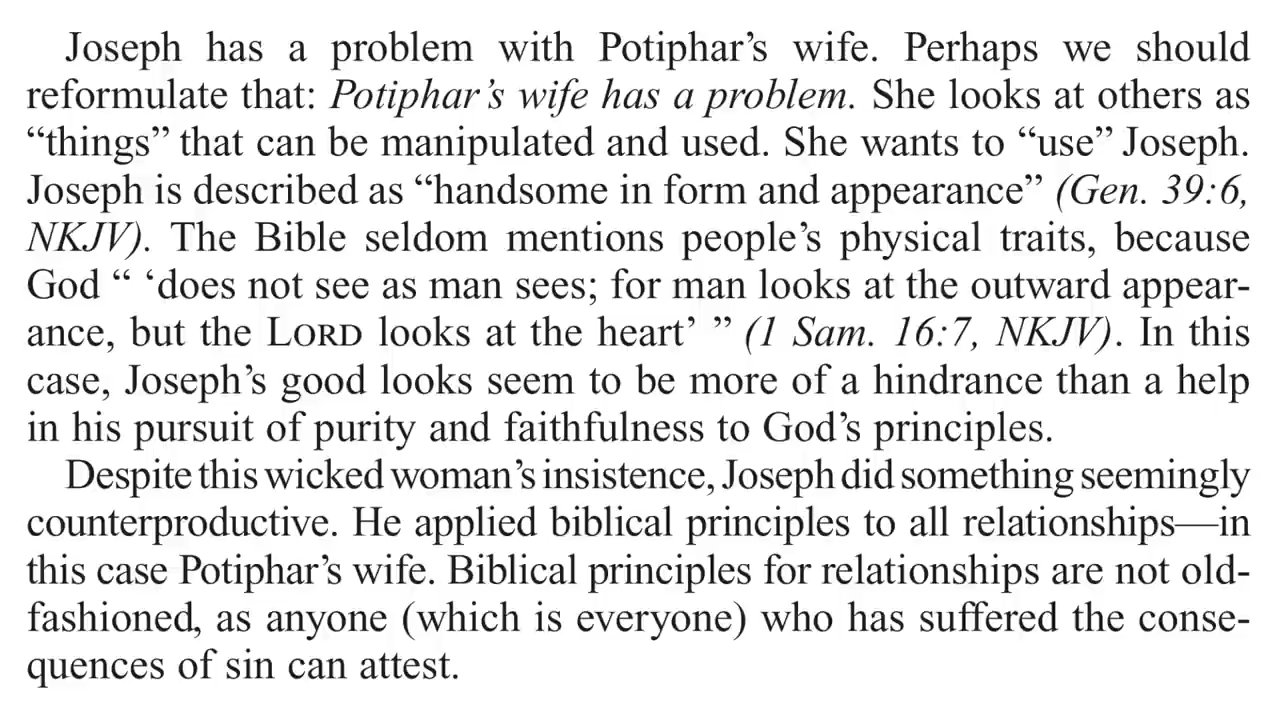 Joseph has a problem with Potiphar’s wife. Perhaps we should
reformulate that: Potiphar’s wife has a problem. She looks at others as
“things” that can be manipulated and used. She wants to “use” Joseph.
Joseph is described as “handsome in form and appearance” (Gen. 39:6,
NKJV). The Bible seldom mentions people’s physical traits, because
God “ ‘does not see as man sees; for man looks at the outward appear-
ance, but the LORD looks at the heart’ ” (1 Sam. 16:7, NKJV). In this
case, Joseph’s good looks seem to be more of a hindrance than a help
in his pursuit of purity and faithfulness to God’s principles.
Despite this wicked woman’s insistence, Joseph did something seemingly
counterproductive. He applied biblical principles to all relationships—in
this case Potiphar’s wife. Biblical principles for relationships are not old-
fashioned, as anyone (which is everyone) who has suffered the conse-
quences of sin can attest.